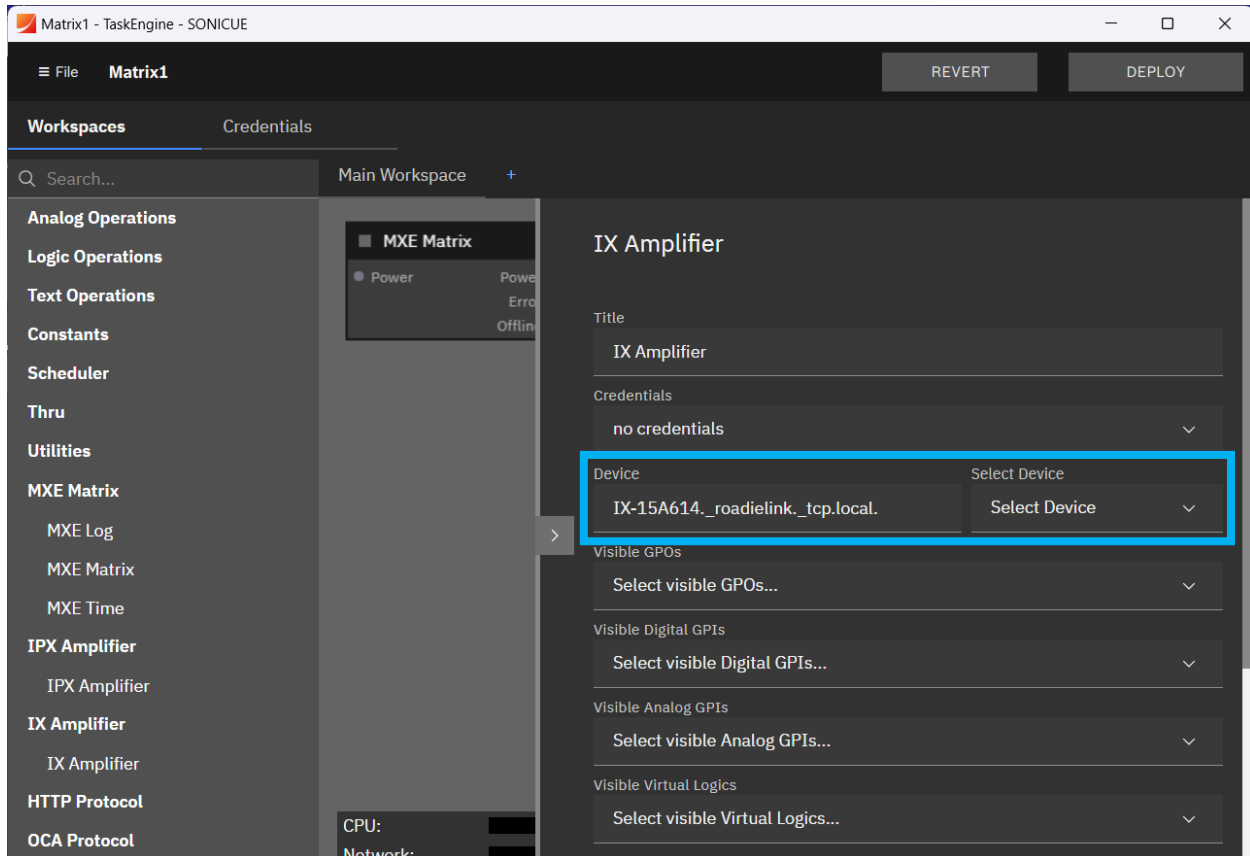 Matrix1 - TaskEngine - SONICUE
File Matrix1 REVERT DEPLOY
Workspaces Credentials
Search...
Main Workspace +
Analog Operations
Logic Operations
Text Operations
Constants
Scheduler
Thru
Utilities
MXE Matrix
MXE Log
MXE Matrix
MXE Time
IPX Amplifier
IPX Amplifier
IX Amplifier
IX Amplifier
HTTP Protocol
OCA Protocol
MXE Matrix
Power Powe
Erro
Offlin
CPU:
Network:
IX Amplifier
Title
IX Amplifier
Credentials
no credentials
Device Select Device
IX-15A614._roadielink._tcp.local. Select Device
Visible GPOs
Select visible GPOs...
Visible Digital GPIs
Select visible Digital GPIs...
Visible Analog GPIs
Select visible Analog GPIs...
Visible Virtual Logics
Select visible Virtual Logics...